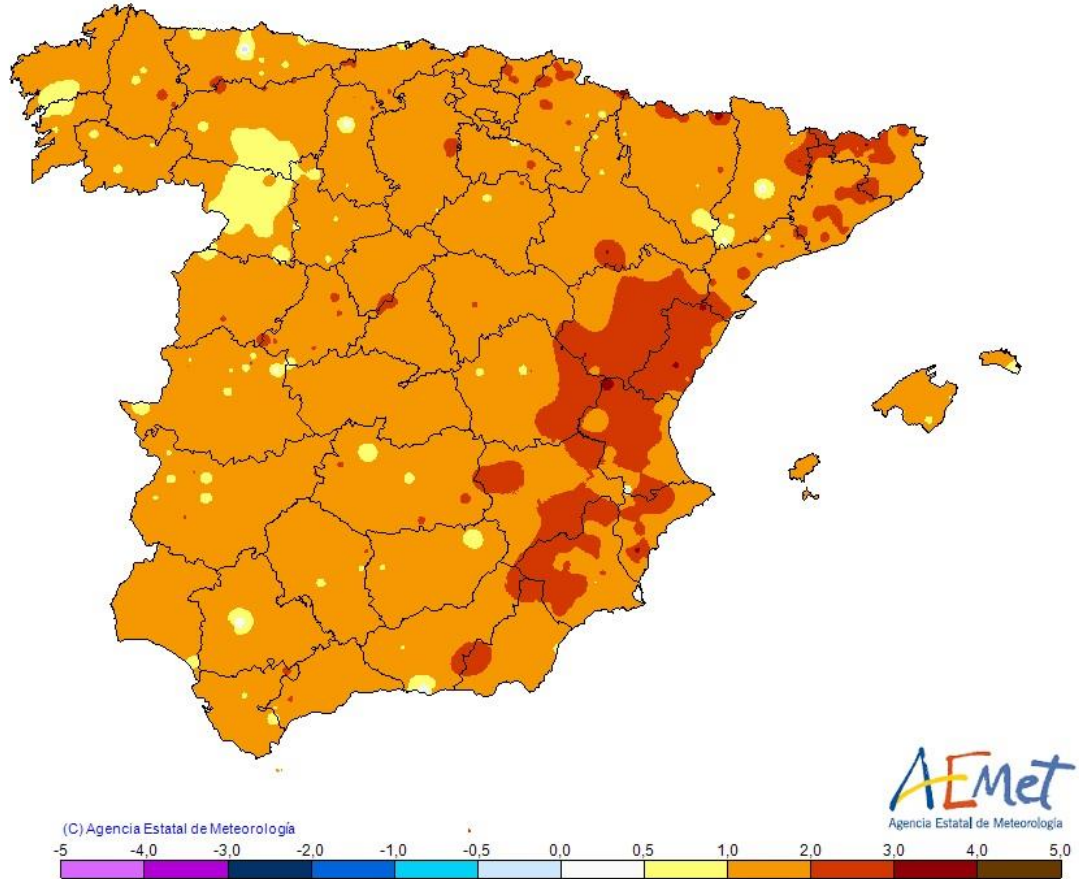 AEMet
Agencia Estatal de Meteorología
(C) Agencia Estatal de Meteorología
-5 -4,0 -3,0 -2,0 -1,0 -0,5 0,0 0,5 1,0 2,0 3,0 4,0 5,0